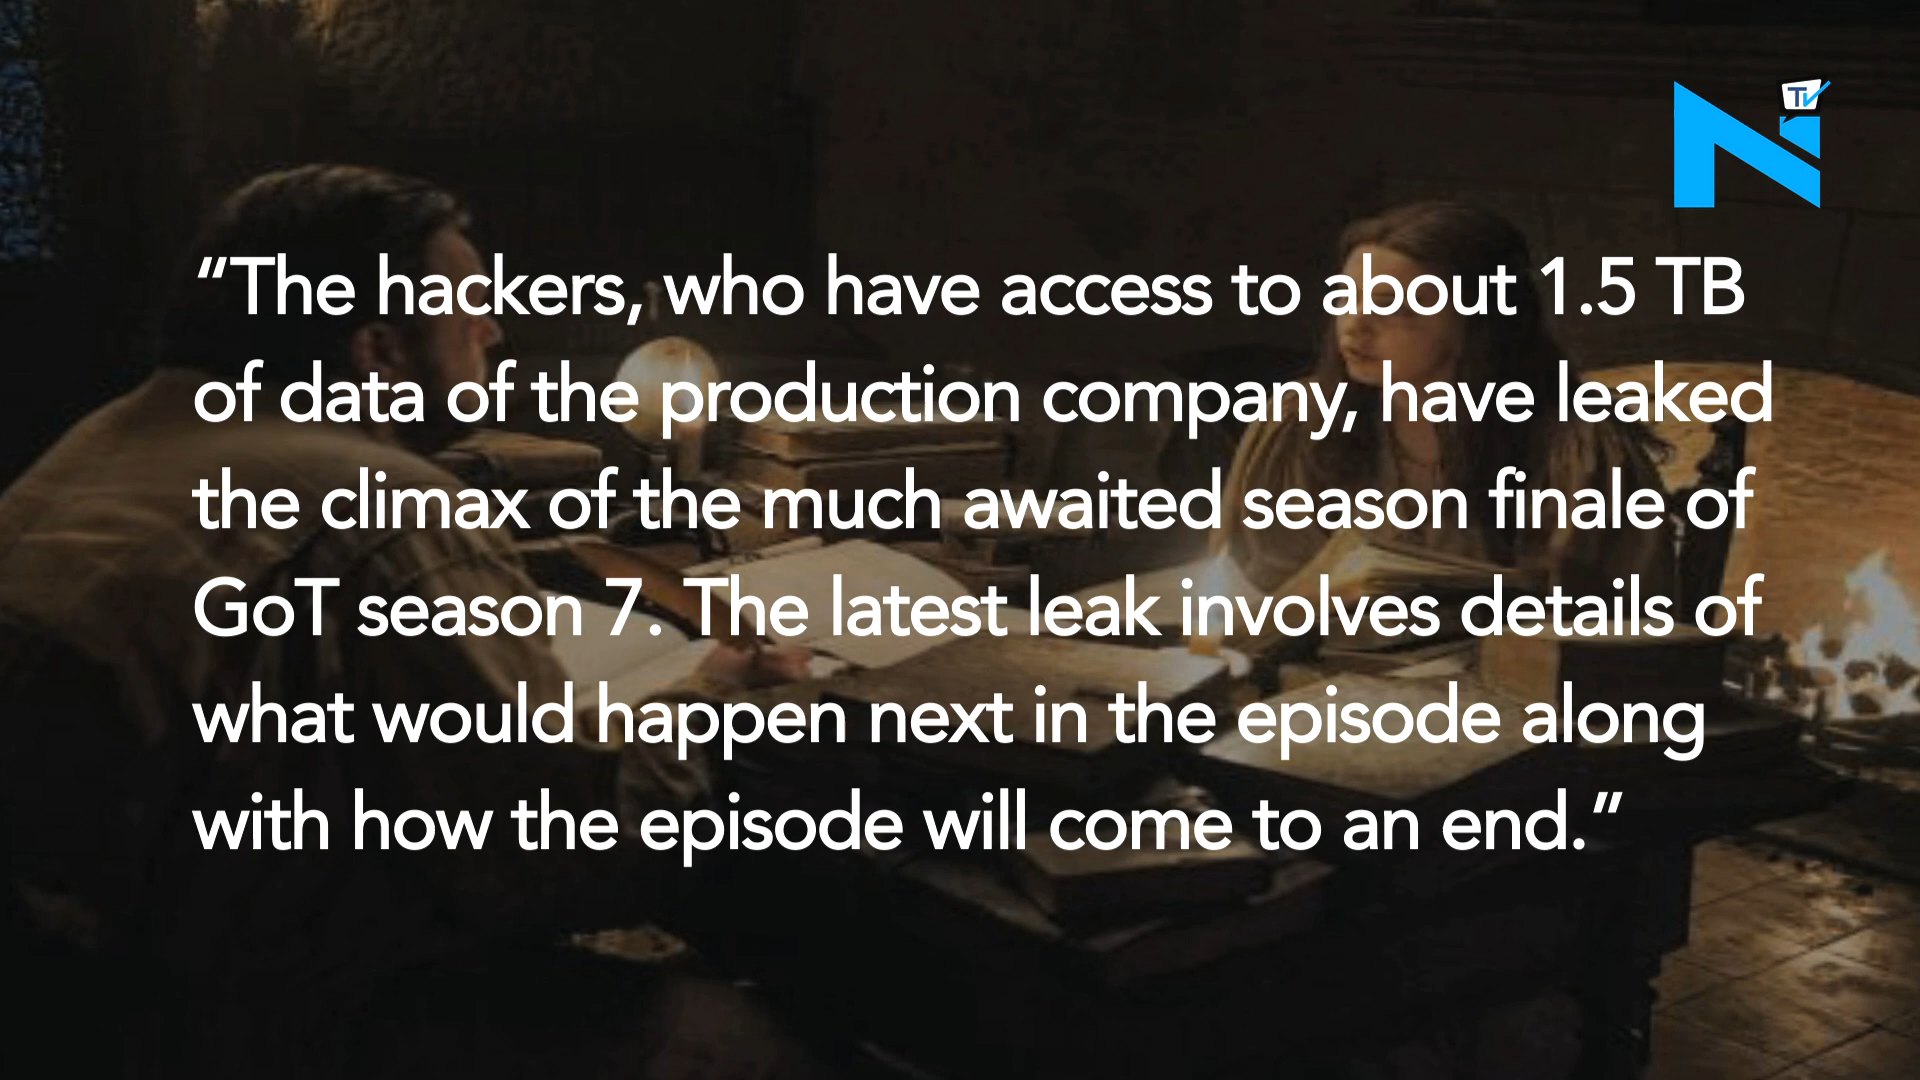 TV
“The hackers, who have access to about 1.5 TB
of data of the production company, have leaked
the climax of the much awaited season finale of
GoT season 7. The latest leak involves details of
what would happen next in the episode along
with how the episode will come to an end.”